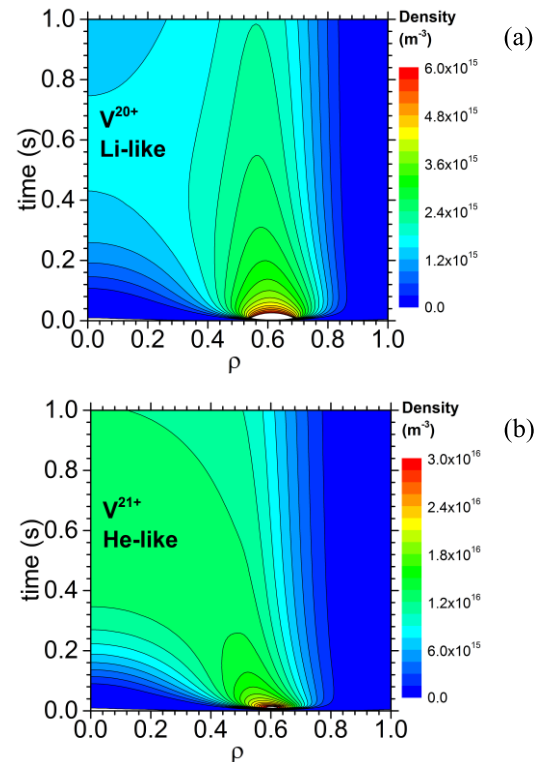 Density
(m⁻³)
(a)
6.0x10¹⁵
4.8x10¹⁵
3.6x10¹⁵
2.4x10¹⁵
1.2x10¹⁵
0.0
V²⁰⁺
Li-like
time (s)
1.0
0.8
0.6
0.4
0.2
0.0
0.0 0.2 0.4 0.6 0.8 1.0
ρ
Density
(m⁻³)
(b)
3.0x10¹⁶
2.4x10¹⁶
1.8x10¹⁶
1.2x10¹⁶
6.0x10¹⁵
0.0
V²¹⁺
He-like
time (s)
1.0
0.8
0.6
0.4
0.2
0.0
0.0 0.2 0.4 0.6 0.8 1.0
ρ